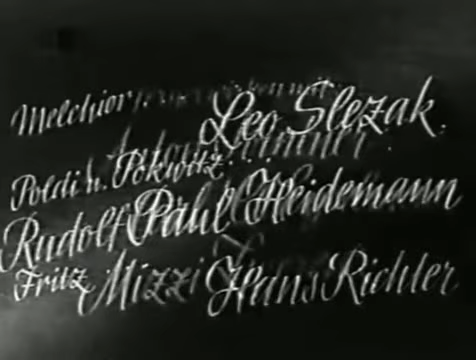 Melchior Leo Slezak
Poldi u. Pokwitz
Rudolf Paul Heidemann
Fritz Mizzi Hans Richter